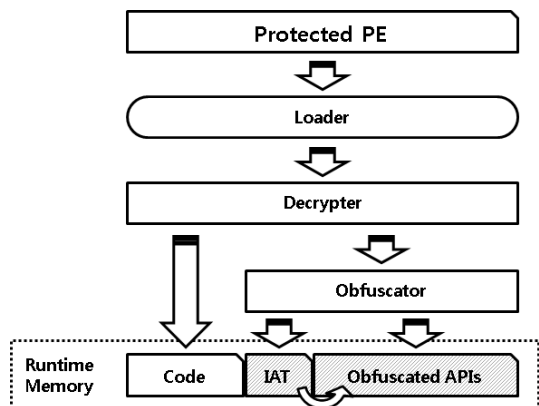 Protected PE
Loader
Decrypter
Obfuscator
Runtime
Memory
Code
IAT
Obfuscated APIs